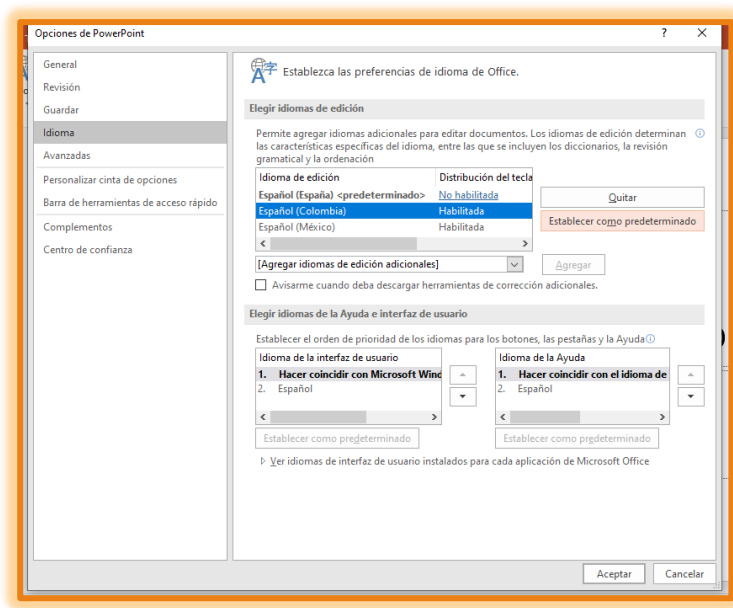 Opciones de PowerPoint
?
General
Revisión
Guardar
Idioma
Avanzadas
Personalizar cinta de opciones
Barra de herramientas de acceso rápido
Complementos
Centro de confianza
Establezca las preferencias de idioma de Office.
Elegir idiomas de edición
Permite agregar idiomas adicionales para editar documentos. Los idiomas de edición determinan
las características específicas del idioma, entre las que se incluyen los diccionarios, la revisión
gramatical y la ordenación
Idioma de edición Distribución del tecla
Español (España) <predeterminado> No habilitada
Español (Colombia) Habilitada
Español (México) Habilitada
Quitar
Establecer como predeterminado
[Agregar idiomas de edición adicionales]
Agregar
Avisarme cuando deba descargar herramientas de corrección adicionales.
Elegir idiomas de la Ayuda e interfaz de usuario
Establecer el orden de prioridad de los idiomas para los botones, las pestañas y la Ayuda
Idioma de la interfaz de usuario
1. Hacer coincidir con Microsoft Wind
2. Español
Establecer como predeterminado
Idioma de la Ayuda
1. Hacer coincidir con el idioma de
2. Español
Establecer como predeterminado
Ver idiomas de interfaz de usuario instalados para cada aplicación de Microsoft Office
Aceptar
Cancelar